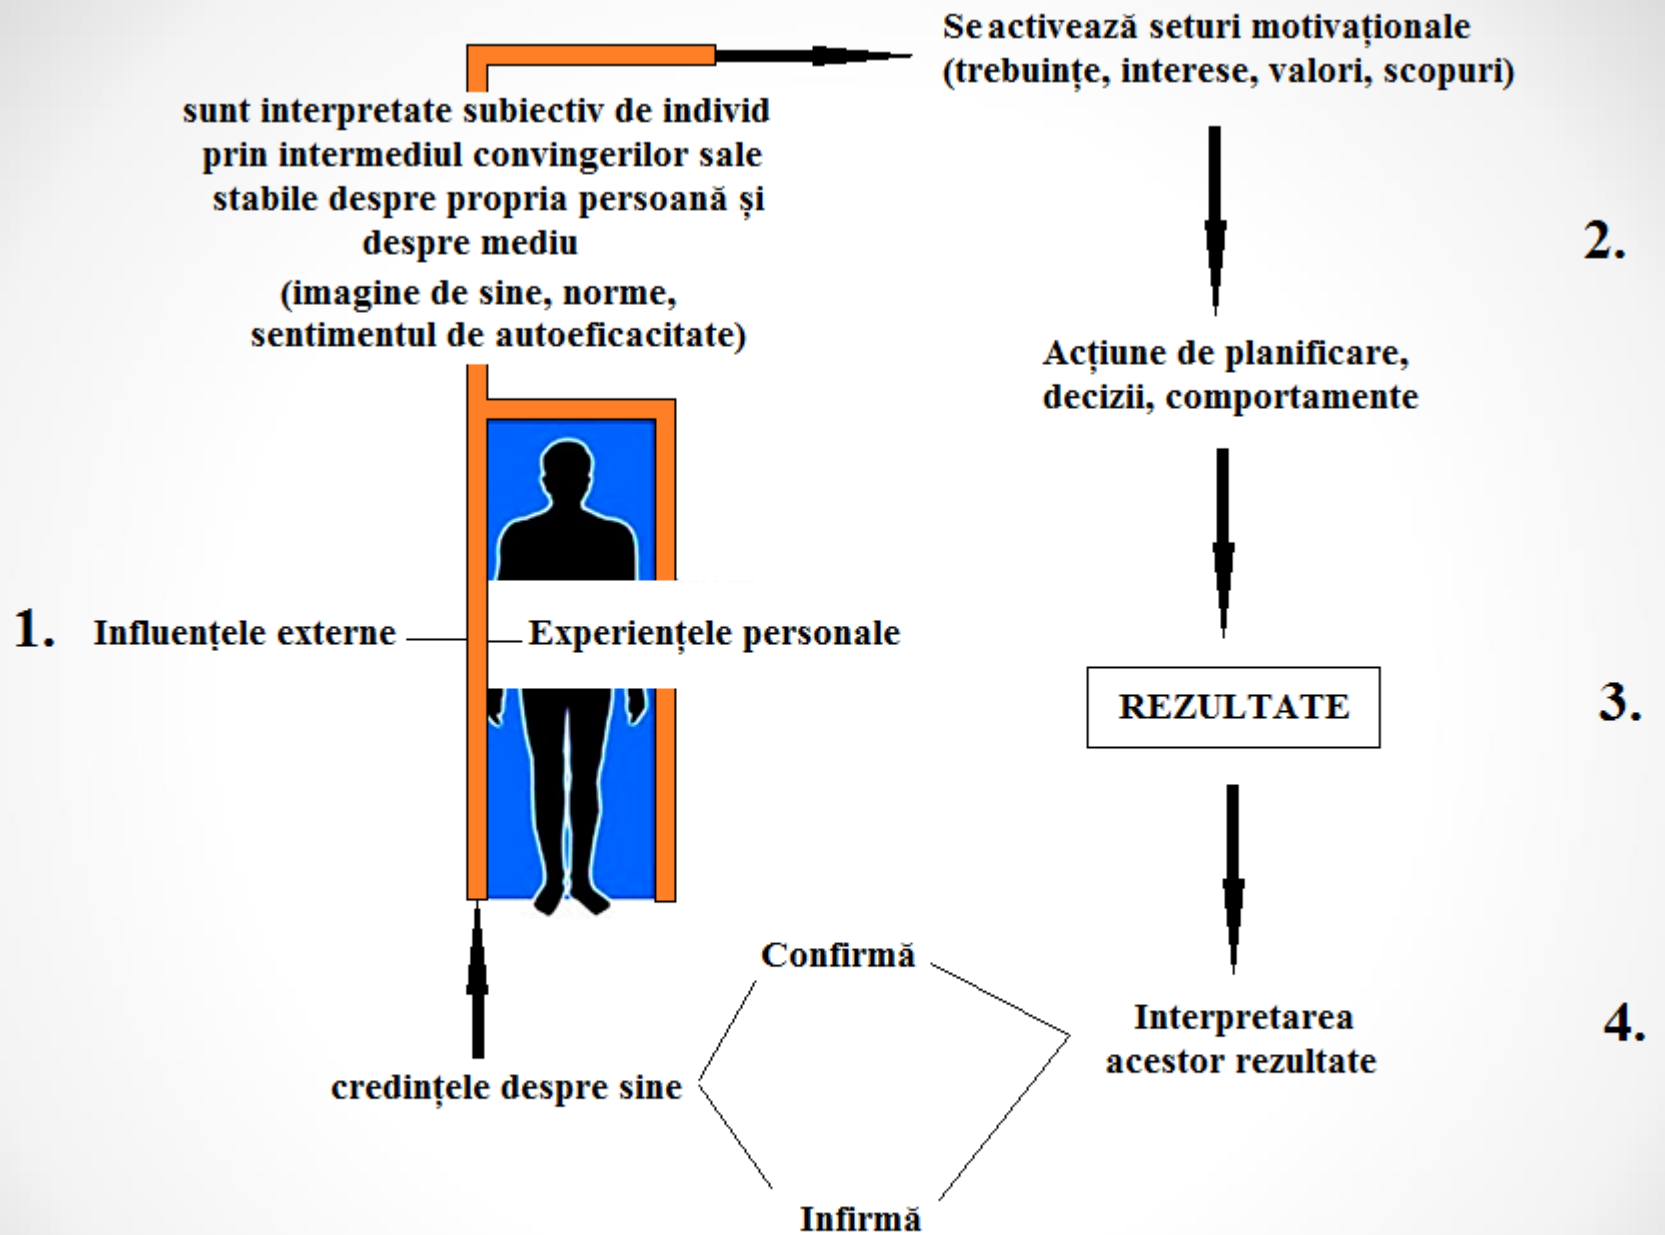 1.
Influențele externe
Experiențele personale
sunt interpretate subiectiv de individ
prin intermediul convingerilor sale
stabile despre propria persoană și
despre mediu
(imagine de sine, norme,
sentimentul de autoeficacitate)
Se activează seturi motivaționale
(trebuințe, interese, valori, scopuri)
2.
Acțiune de planificare,
decizii, comportamente
REZULTATE
3.
Interpretarea
acestor rezultate
4.
Confirmă
Infirmă
credințele despre sine